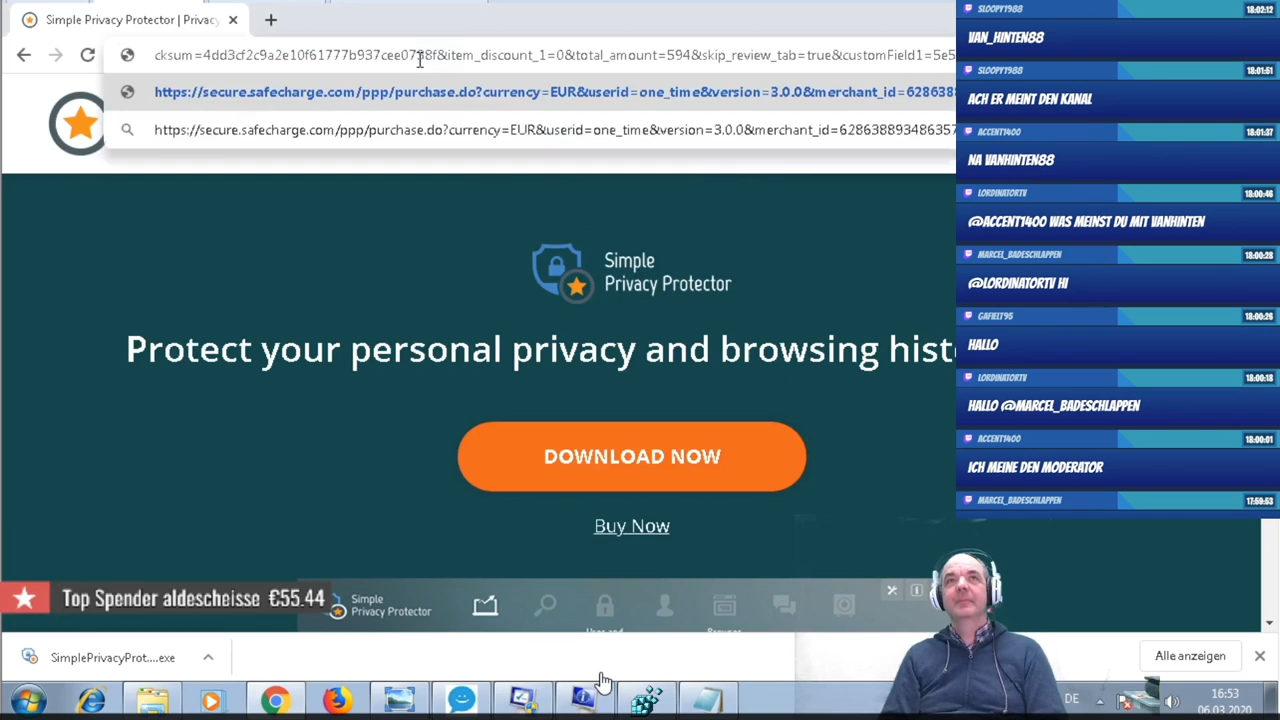 Simple Privacy Protector | Privacy
cksum=4dd3cf2c9a2e10f61777b937cee0798f&item_discount_1=0&total_amount=594&skip_review_tab=true&customField1=5e5
https://secure.safecharge.com/ppp/purchase.do?currency=EUR&userid=one_time&version=3.0.0&merchant_id=628638
https://secure.safecharge.com/ppp/purchase.do?currency=EUR&userid=one_time&version=3.0.0&merchant_id=628638893486357
Simple
Privacy Protector
Protect your personal privacy and browsing hist
DOWNLOAD NOW
Buy Now
Top Spender aldescheisse €55.44
Simple
Privacy Protector
SimplePrivacyProt....exe
Alle anzeigen
DE
16:53
06.03.2020
SLOOPY1988
18:02:12
VAN_HINTEN88
SLOOPY1988
18:01:51
ACH ER MEINT DEN KANAL
ACCENT1400
18:01:37
NA VANHINTEN88
LORDINATORTV
18:00:46
@ACCENT1400 WAS MEINST DU MIT VANHINTEN
MARCEL_BADESCHLAPPEN
18:00:28
@LORDINATORTV HI
GAFIELT95
18:00:26
HALLO
LORDINATORTV
18:00:18
HALLO @MARCEL_BADESCHLAPPEN
ACCENT1400
18:00:01
ICH MEINE DEN MODERATOR
MARCEL_BADESCHLAPPEN
17:59:53